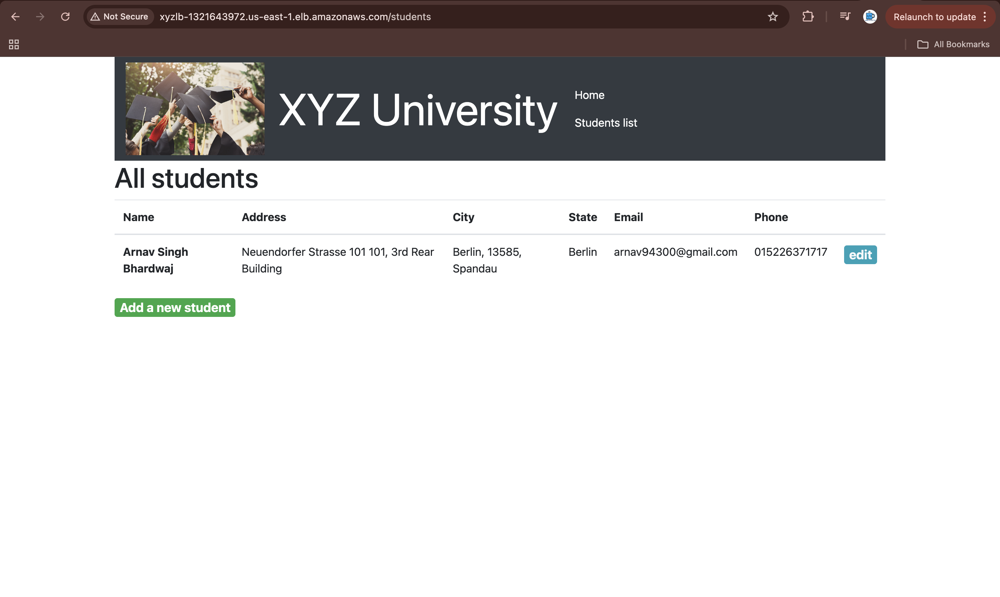 Not Secure xyzlb-1321643972.us-east-1.elb.amazonaws.com/students Relaunch to update
All Bookmarks
XYZ University
Home
Students list
All students
Name Address City State Email Phone
Arnav Singh Neuendorfer Strasse 101 101, 3rd Rear Berlin, 13585, Berlin arnav94300@gmail.com 015226371717 edit
Bhardwaj Building Spandau
Add a new student